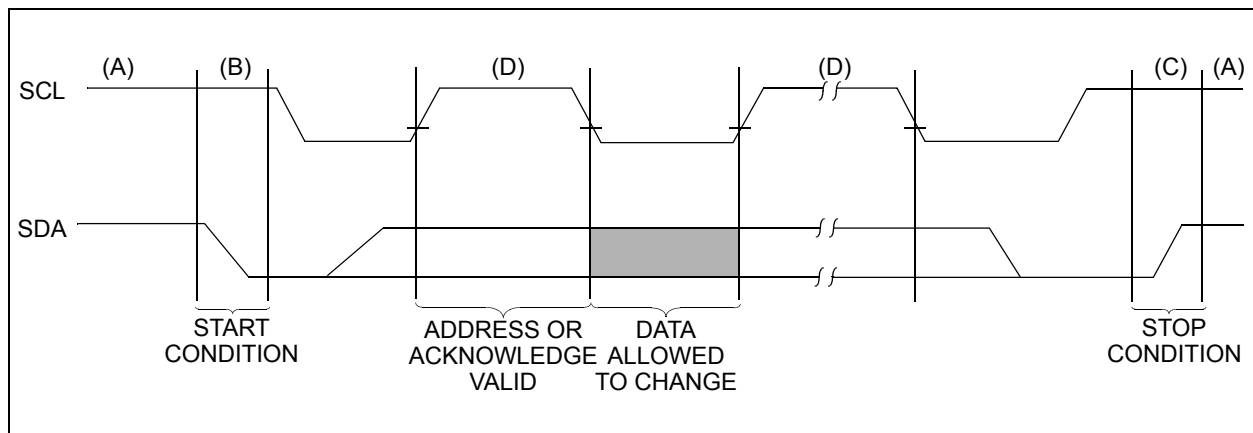 (A) (B) (D) (D) (C) (A)
SCL
SDA
START
CONDITION
ADDRESS OR
ACKNOWLEDGE
VALID
DATA
ALLOWED
TO CHANGE
STOP
CONDITION